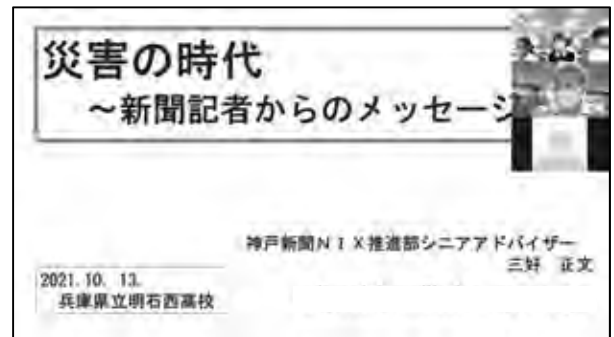 災害の時代
~新聞記者からのメッセージ
神戸新聞NIX推進部シニアアドバイザー
三好 正文
2021.10.13.
兵庫県立明石西高校